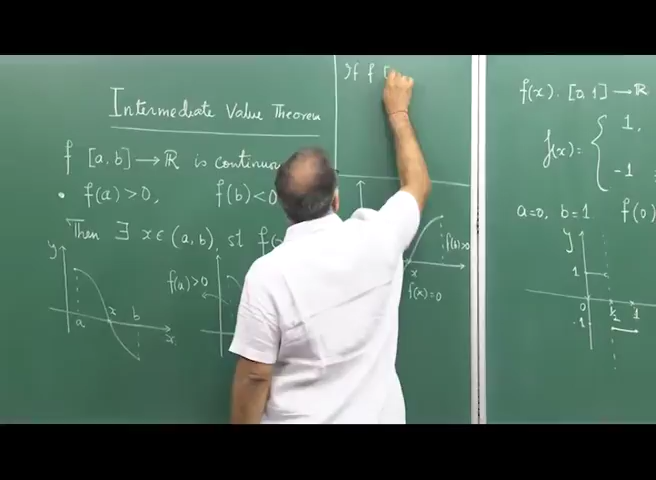 Intermediate Value Theorem
f [a, b] → ℝ is continu
• f(a) > 0, f(b) < 0
Then ∃ x ∈ (a, b), st f(
y
a
x
b
x
f(a) > 0
If f [
f(b) > 0
x
f(x) = 0
f(x). [0, 1] → ℝ
f(x) = { 1,
-1
a=0, b=1 f(0)
y
1
0
1/2
1
-1